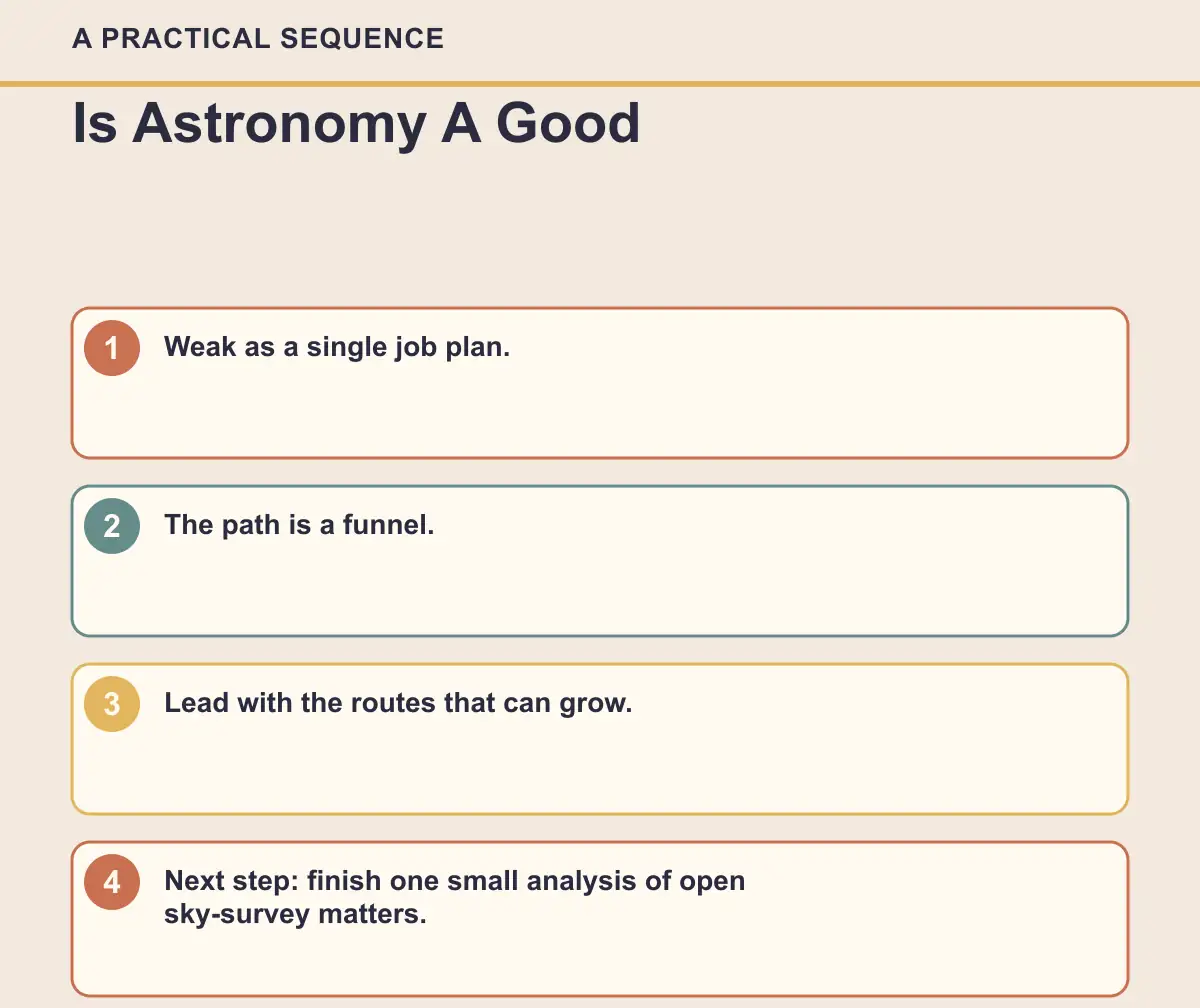 A PRACTICAL SEQUENCE
Is Astronomy A Good
1
Weak as a single job plan.
2
The path is a funnel.
3
Lead with the routes that can grow.
4
Next step: finish one small analysis of open
sky-survey matters.